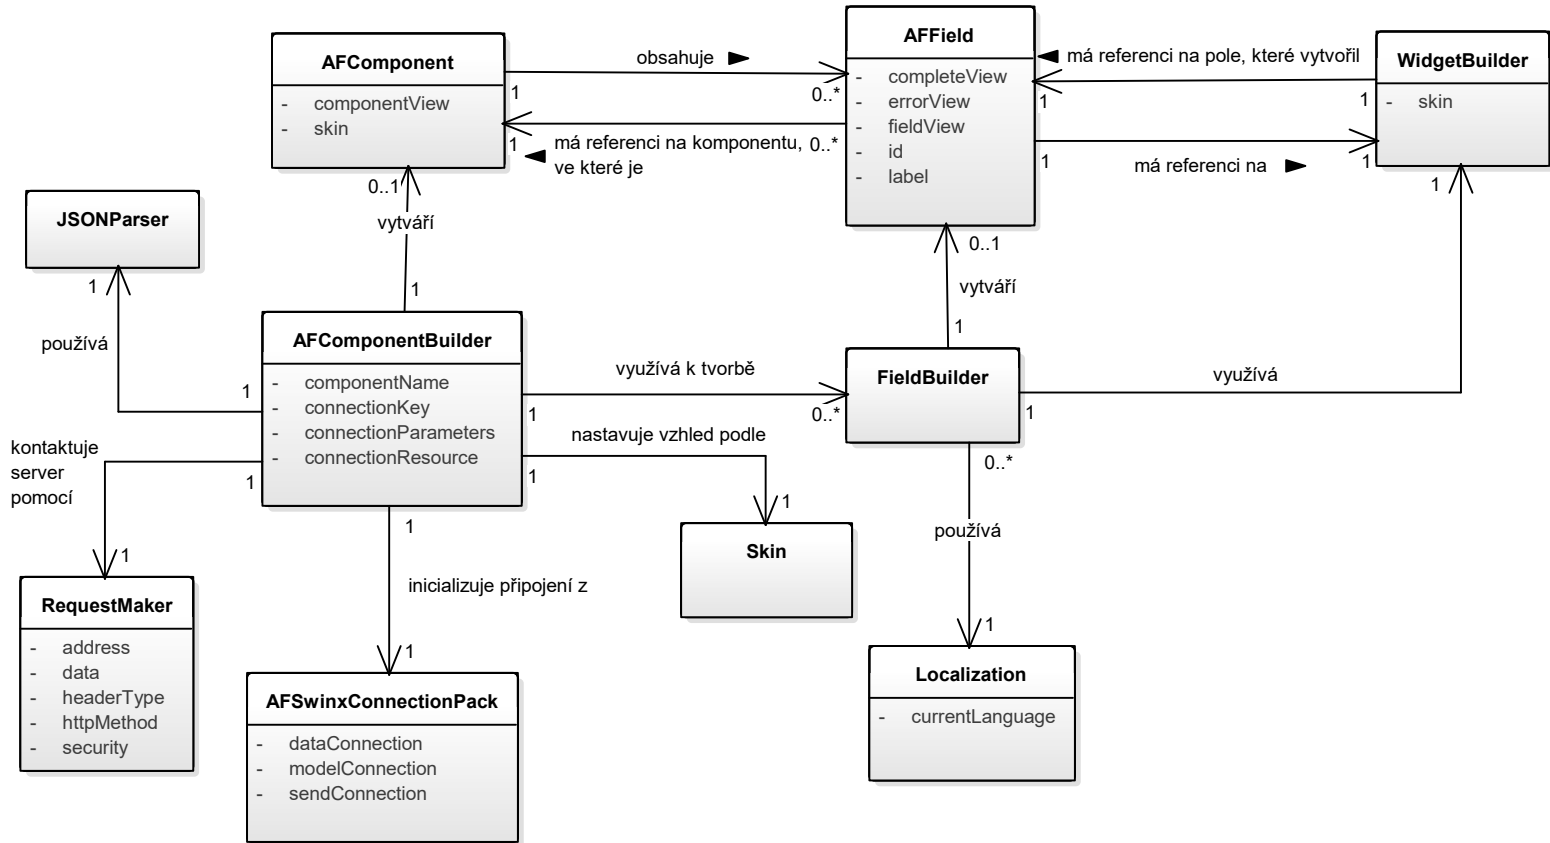 AFComponent
- componentView
- skin
obsahuje ►
1
0..*
1
má referenci na komponentu, 0..*
◄ ve které je
AFField
- completeView
- errorView
- fieldView
- id
- label
◄ má referenci na pole, které vytvořil
1
1
1
má referenci na ►
1
WidgetBuilder
- skin
1
0..1
vytváří
1
JSONParser
1
používá
1
AFComponentBuilder
- componentName
- connectionKey
- connectionParameters
- connectionResource
využívá k tvorbě
1
0..*
nastavuje vzhled podle
1
1
0..1
vytváří
1
FieldBuilder
využívá
1
0..*
používá
1
kontaktuje
server
pomocí
1
1
1
inicializuje připojení z
1
Skin
RequestMaker
- address
- data
- headerType
- httpMethod
- security
AFSwinxConnectionPack
- dataConnection
- modelConnection
- sendConnection
Localization
- currentLanguage